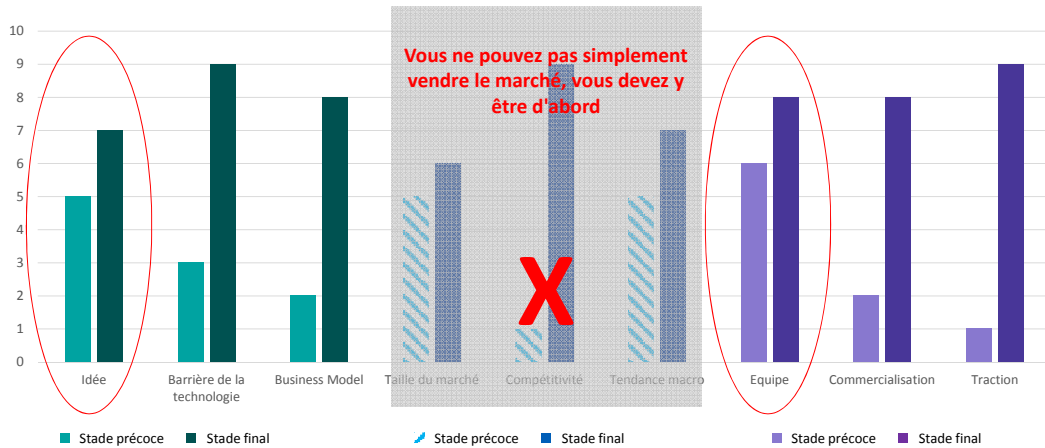 Vous ne pouvez pas simplement
vendre le marché, vous devez y
être d'abord
10
9
8
7
6
5
4
3
2
1
0
X
Idée
Barrière de la
technologie
Business Model
Taille du marché
Compétitivité
Tendance macro
Equipe
Commercialisation
Traction
Stade précoce
Stade final
Stade précoce
Stade final
Stade précoce
Stade final